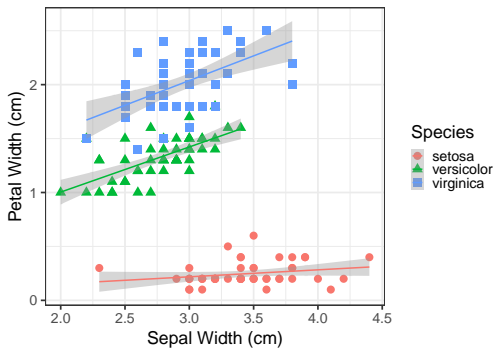 Petal Width (cm)
2
1
0
2.0 2.5 3.0 3.5 4.0 4.5
Sepal Width (cm)
Species
setosa
versicolor
virginica